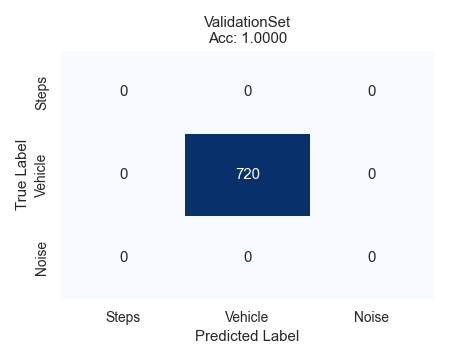 ValidationSet
Acc: 1.0000
True Label
Steps
0 0 0
Vehicle
0 720 0
Noise
0 0 0
Steps Vehicle Noise
Predicted Label